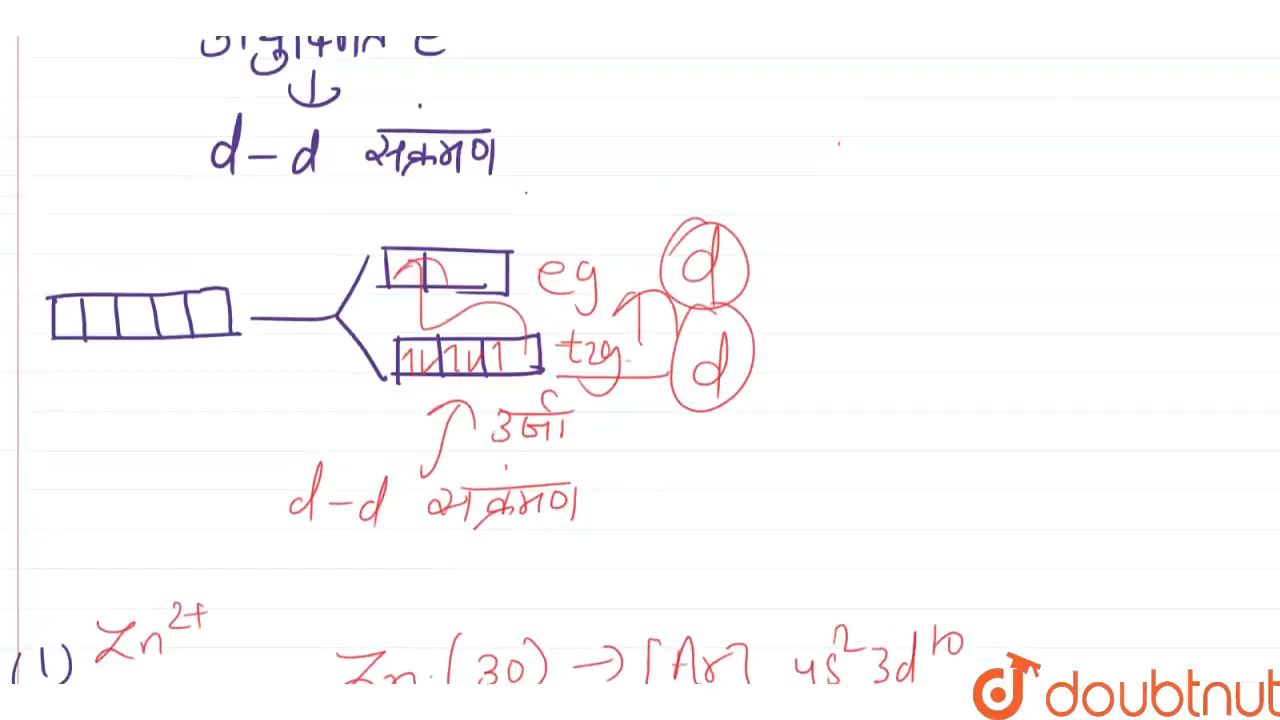 d-d संक्रमण
eg d
t2g d
ऊर्जा
d-d संक्रमण
(1) Zn²⁺ Zn (30) → [Ar] 4s² 3d¹⁰
doubtnut